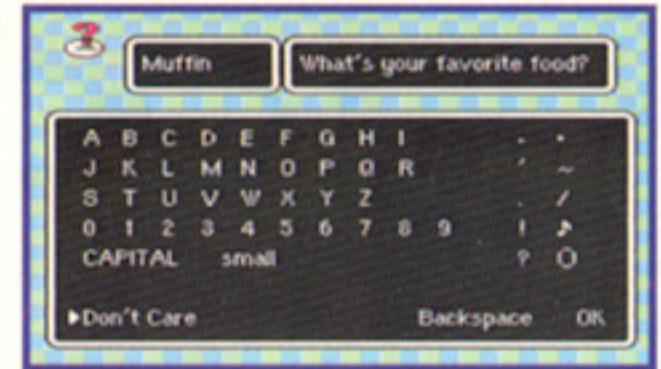 ?
Muffin
What's your favorite food?
A B C D E F G H I - •
J K L M N O P Q R ' ~
S T U V W X Y Z . /
0 1 2 3 4 5 6 7 8 9 ! ♪
CAPITAL small ? ○
▶Don't Care Backspace OK